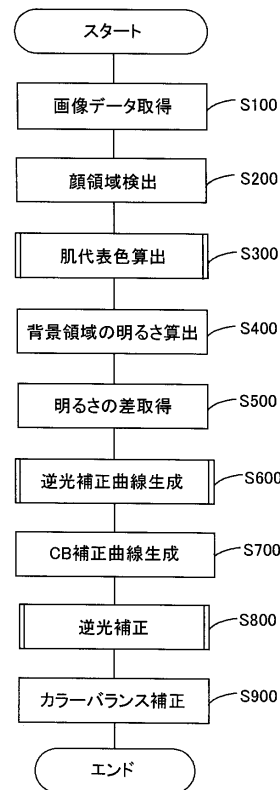 スタート
画像データ取得 S100
顔領域検出 S200
肌代表色算出 S300
背景領域の明るさ算出 S400
明るさの差取得 S500
逆光補正曲線生成 S600
CB補正曲線生成 S700
逆光補正 S800
カラーバランス補正 S900
エンド